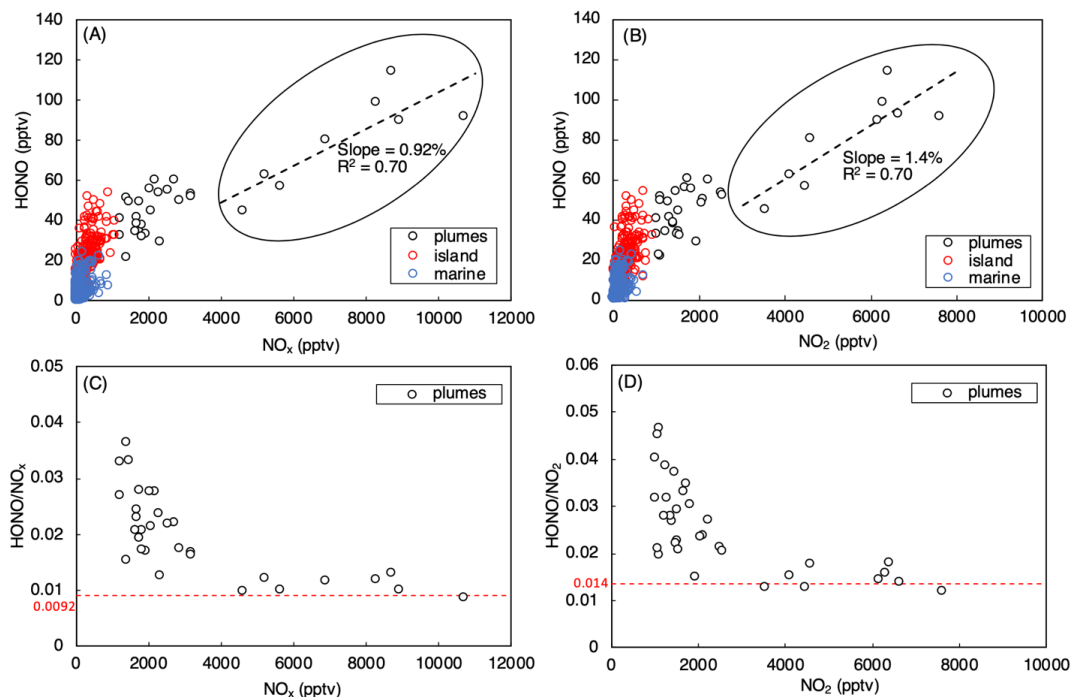 (A)
HONO (pptv)
140
120
100
80
60
40
20
0
Slope = 0.92%
R² = 0.70
plumes
island
marine
0 2000 4000 6000 8000 10000 12000
NOₓ (pptv)
(B)
HONO (pptv)
140
120
100
80
60
40
20
0
Slope = 1.4%
R² = 0.70
plumes
island
marine
0 2000 4000 6000 8000 10000
NO₂ (pptv)
(C)
HONO/NOₓ
0.05
0.04
0.03
0.02
0.01
0.0092
0
plumes
0 2000 4000 6000 8000 10000 12000
NOₓ (pptv)
(D)
HONO/NO₂
0.06
0.05
0.04
0.03
0.02
0.014
0.01
0
plumes
0 2000 4000 6000 8000 10000
NO₂ (pptv)